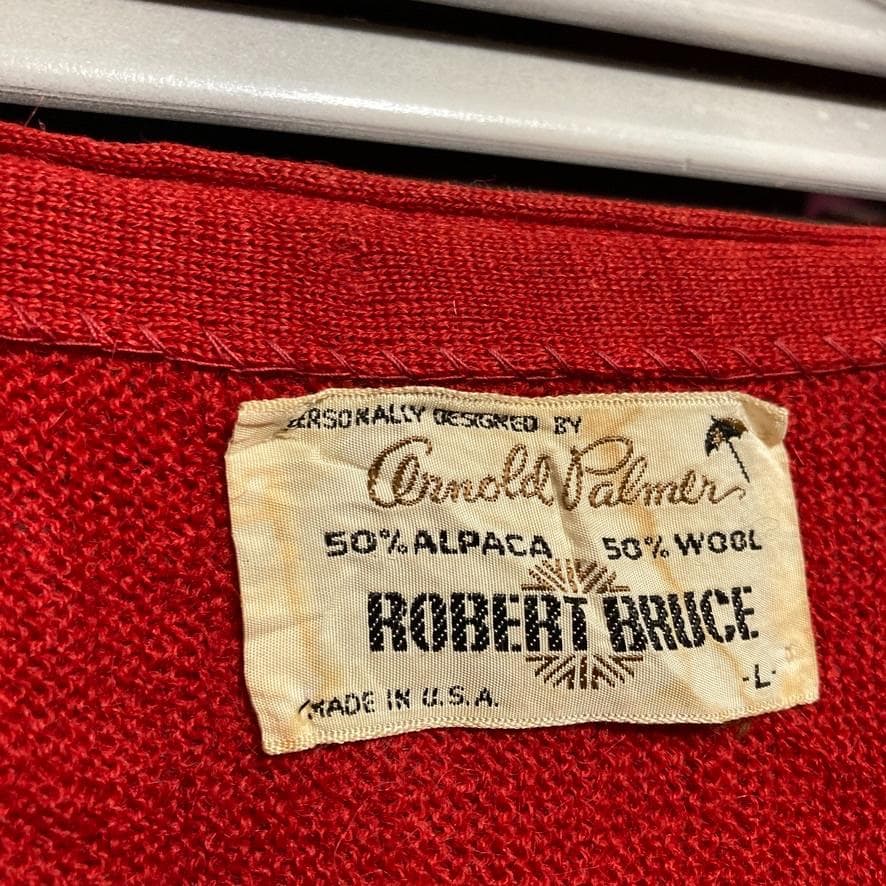 PERSONALLY DESIGNED BY
Arnold Palmer
50% ALPACA 50% WOOL
ROBERT BRUCE
-L-
MADE IN U.S.A.